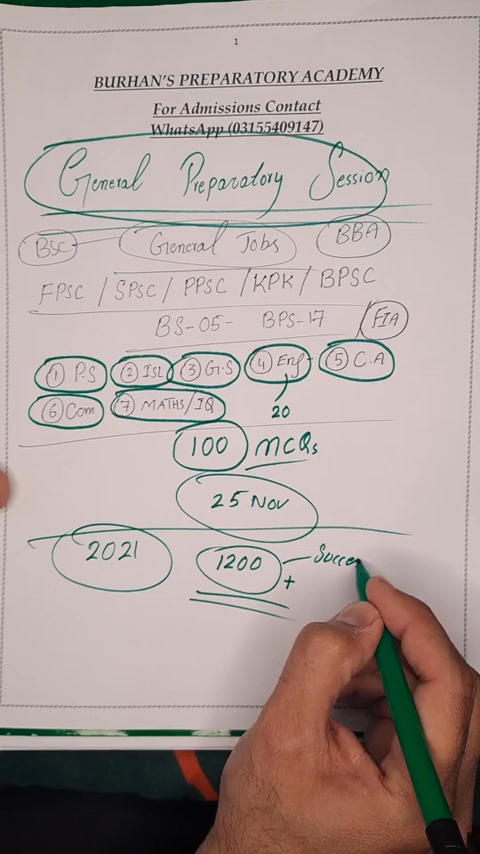 1
BURHAN'S PREPARATORY ACADEMY
For Admissions Contact
WhatsApp (03155409147)
General Preparatory Session
BSC General Jobs BBA
FPSC / SPSC / PPSC / KPK / BPSC
BS-05- BPS-17 FIA
① P.S ② ISL ③ G.S ④ Eng ⑤ C.A
⑥ Com ⑦ MATHS/IQ 20
100 MCQs
25 Nov
2021 1200 + Succe